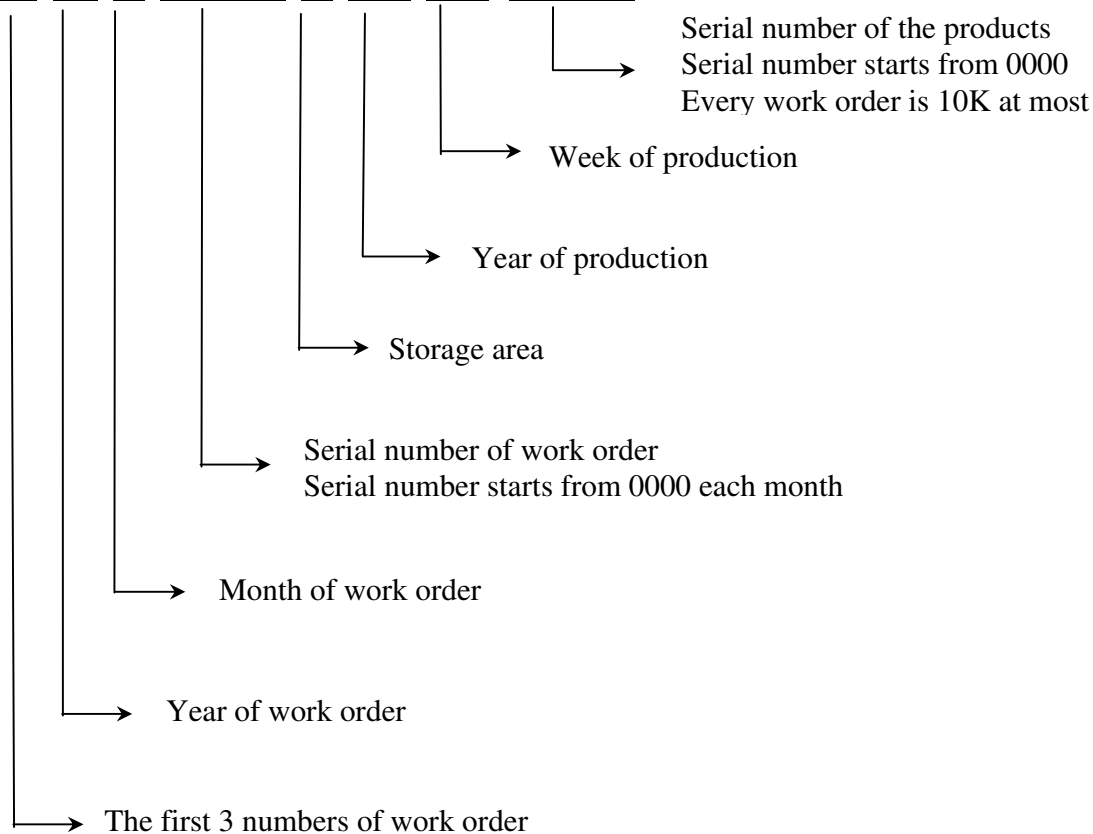 Serial number of the products
Serial number starts from 0000
Every work order is 10K at most
Week of production
Year of production
Storage area
Serial number of work order
Serial number starts from 0000 each month
Month of work order
Year of work order
The first 3 numbers of work order